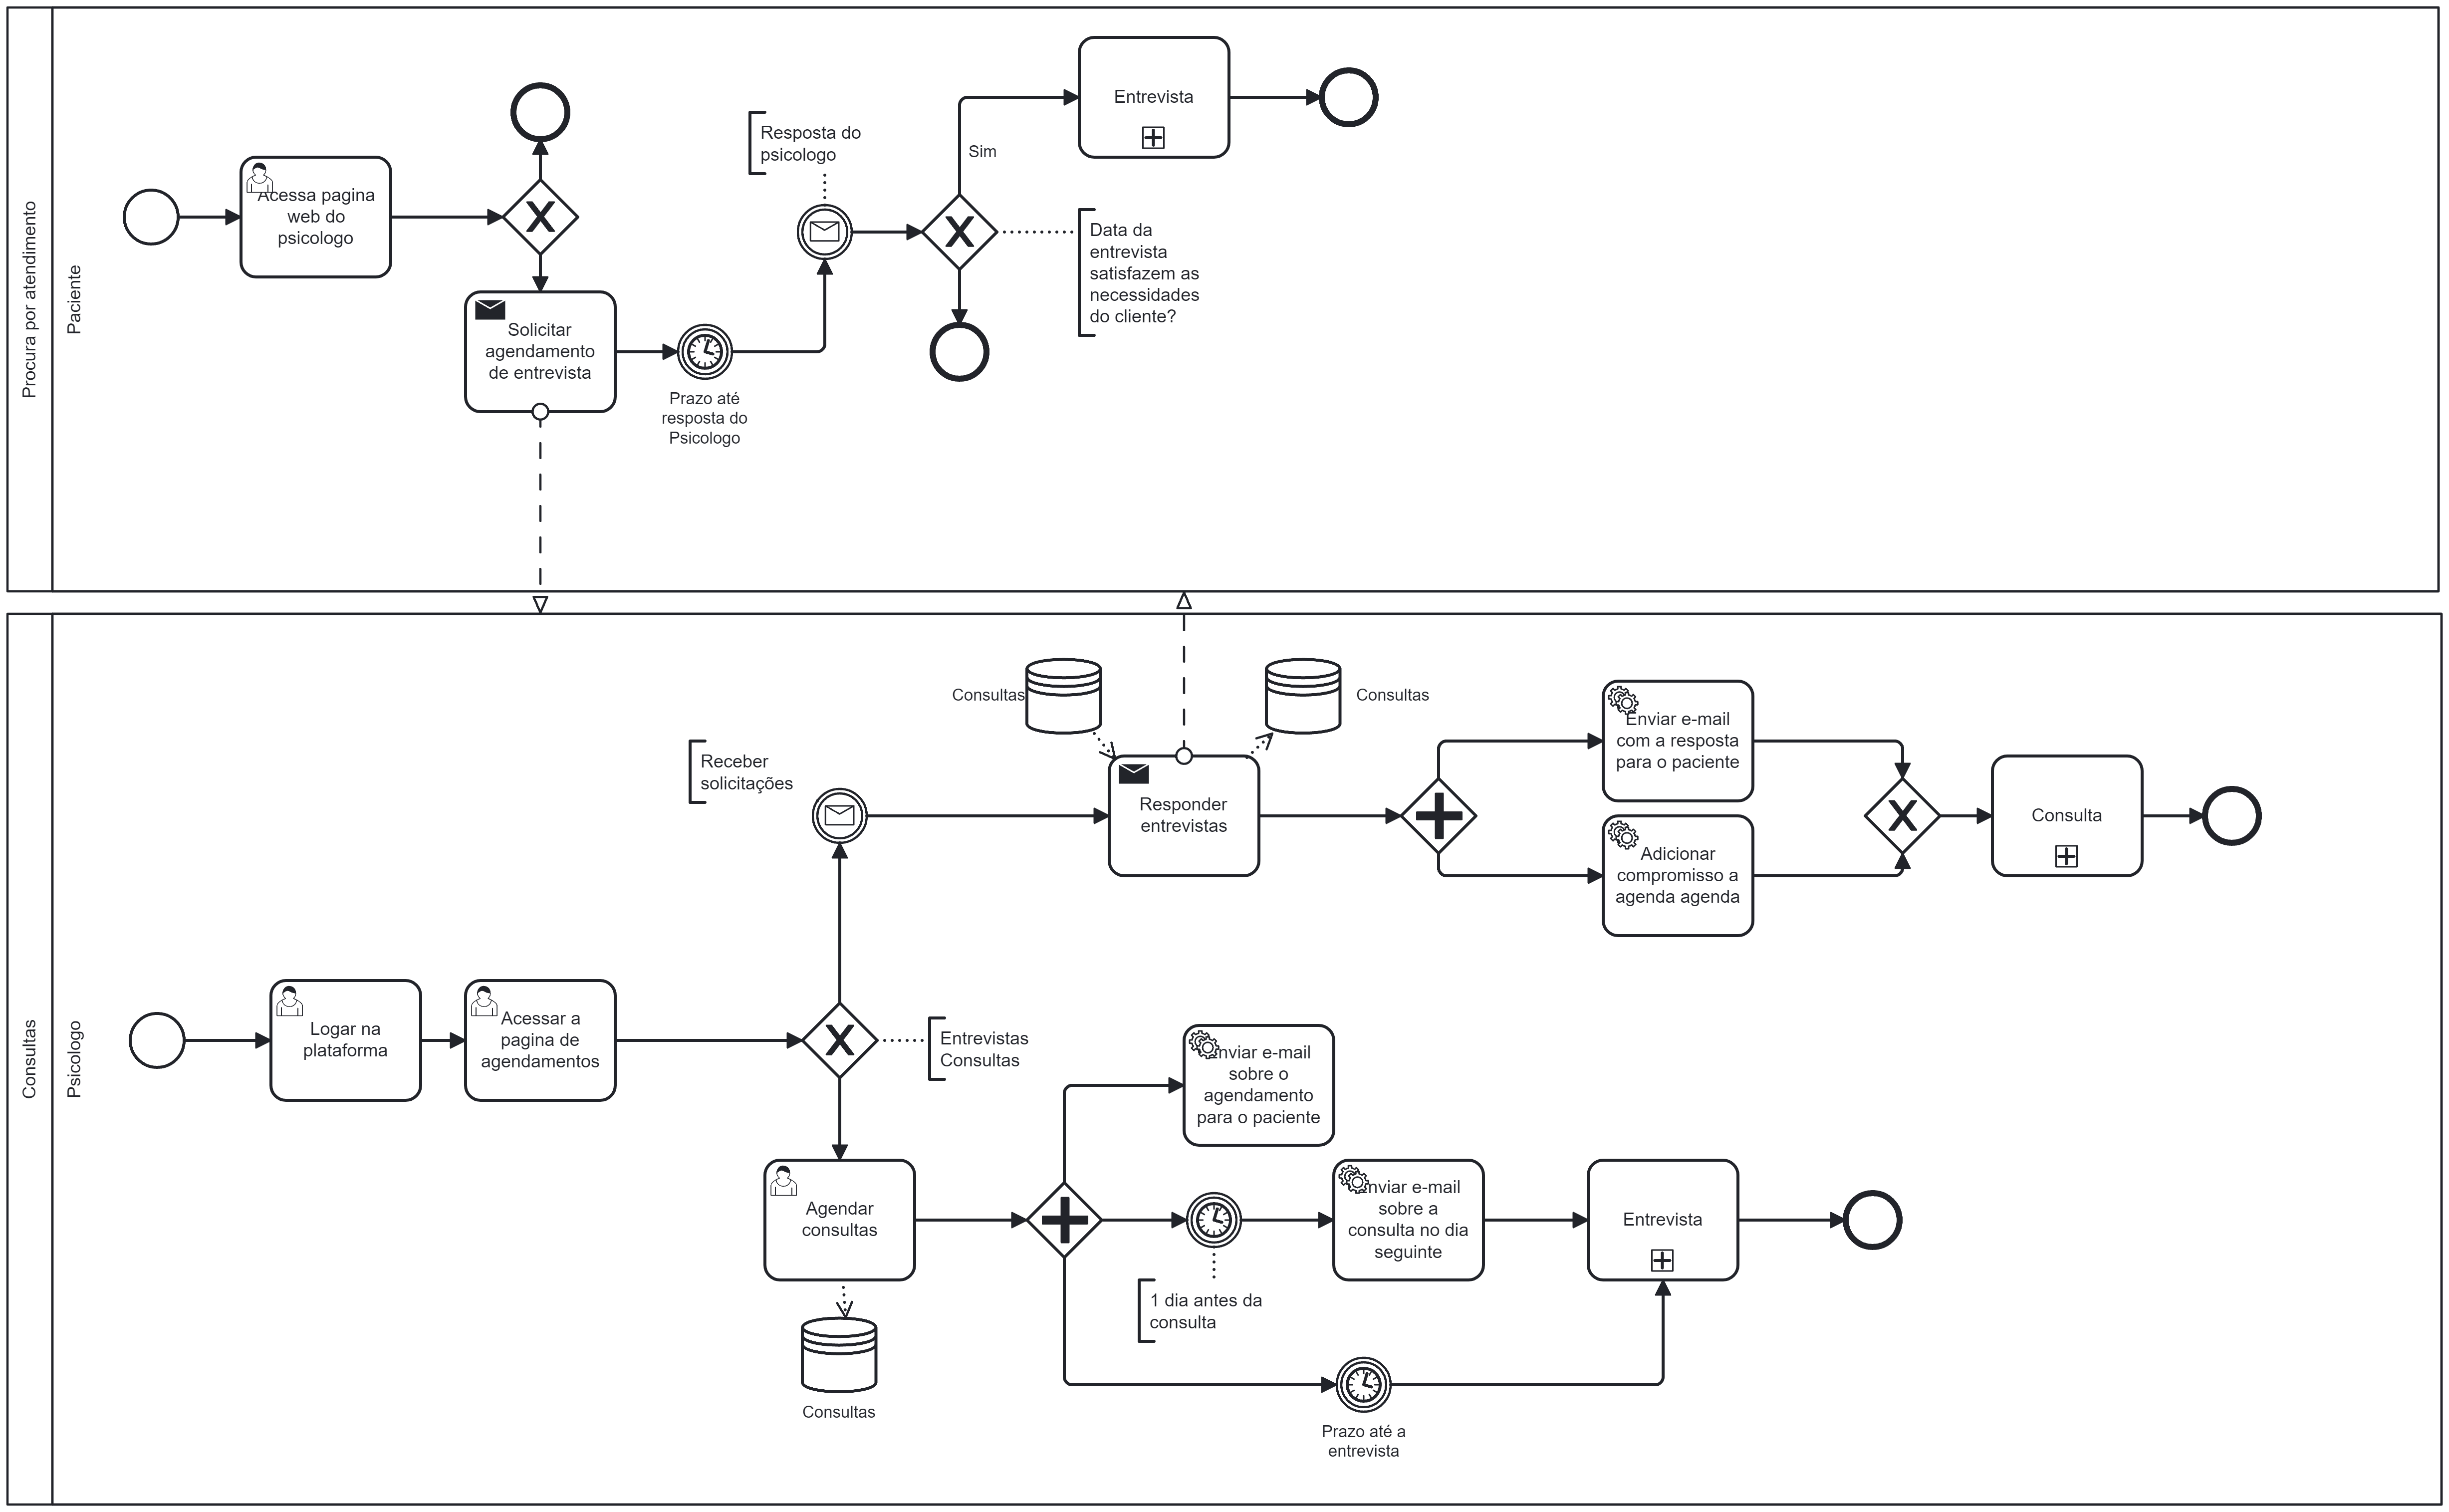 Procura por atendimento
Paciente
Acessa pagina
web do
psicologo
Solicitar
agendamento
de entrevista
Prazo até
resposta do
Psicologo
Resposta do
psicologo
Sim
Data da
entrevista
satisfazem as
necessidades
do cliente?
Entrevista
Consultas
Psicologo
Logar na
plataforma
Acessar a
pagina de
agendamentos
Receber
solicitações
Entrevistas
Consultas
Consultas
Consultas
Responder
entrevistas
Enviar e-mail
com a resposta
para o paciente
Adicionar
compromisso a
agenda agenda
Consulta
Agendar
consultas
Consultas
Enviar e-mail
sobre o
agendamento
para o paciente
1 dia antes da
consulta
Enviar e-mail
sobre a
consulta no dia
seguinte
Entrevista
Prazo até a
entrevista